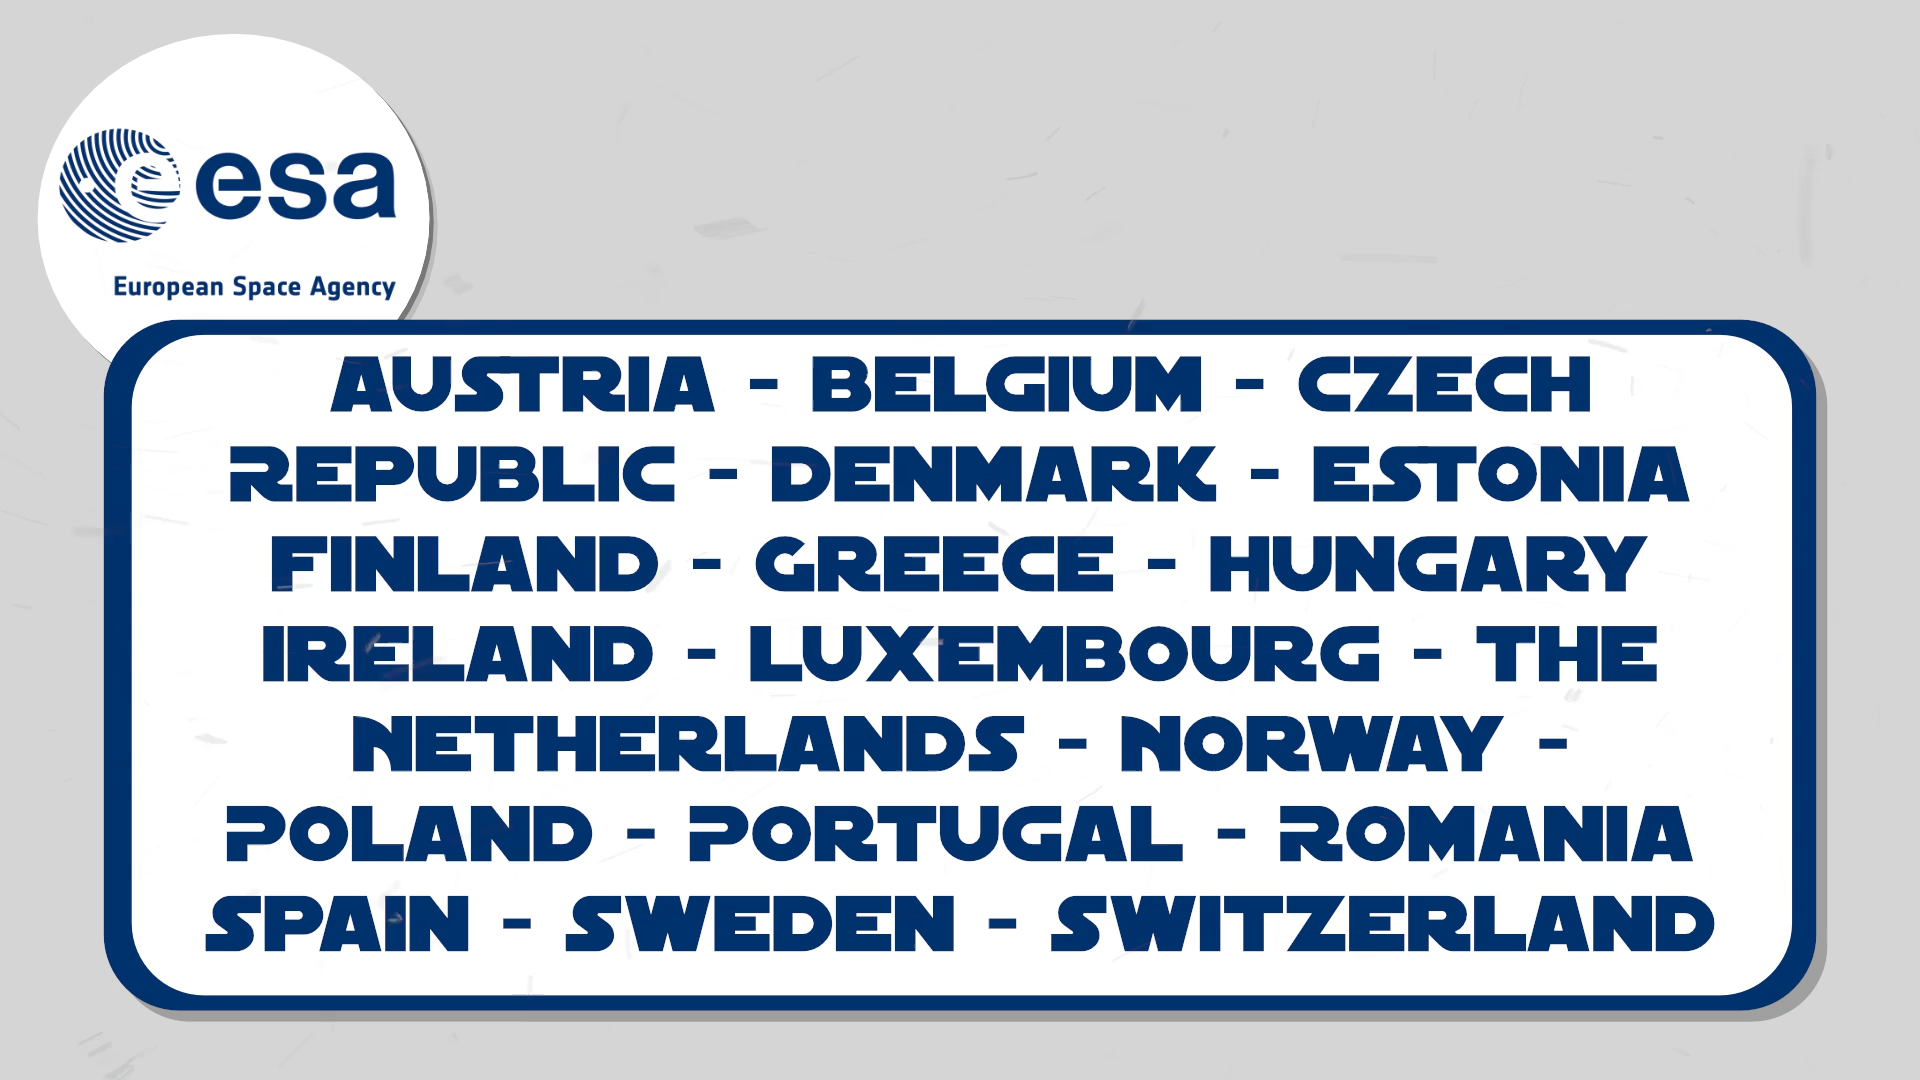 esa
European Space Agency
AUSTRIA - BELGIUM - CZECH
REPUBLIC - DENMARK - ESTONIA
FINLAND - GREECE - HUNGARY
IRELAND - LUXEMBOURG - THE
NETHERLANDS - NORWAY -
POLAND - PORTUGAL - ROMANIA
SPAIN - SWEDEN - SWITZERLAND